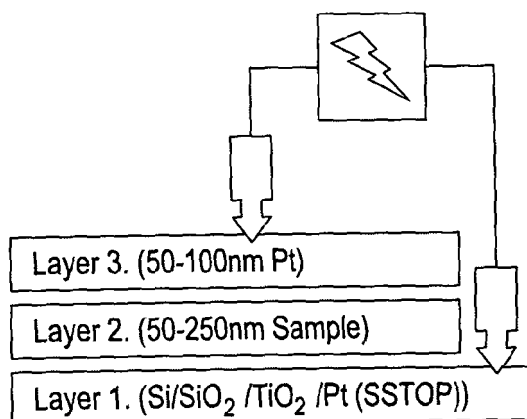 Layer 3. (50-100nm Pt)
Layer 2. (50-250nm Sample)
Layer 1. (Si/SiO₂ /TiO₂ /Pt (SSTOP))